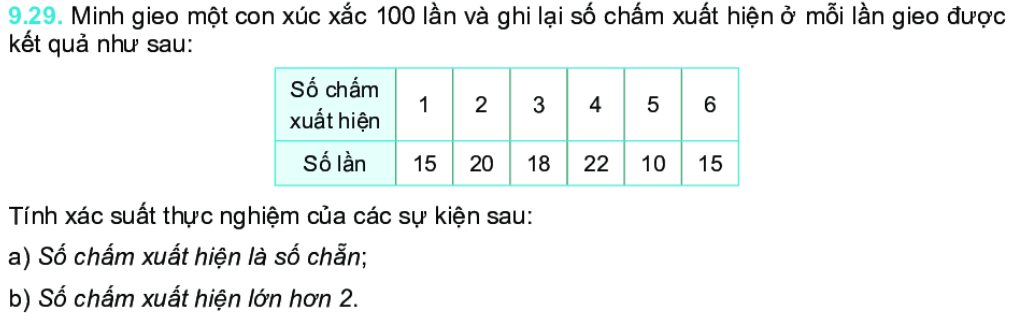 9.29. Minh gieo một con xúc xắc 100 lần và ghi lại số chấm xuất hiện ở mỗi lần gieo được
kết quả như sau:
Số chấm xuất hiện 1 2 3 4 5 6
Số lần 15 20 18 22 10 15
Tính xác suất thực nghiệm của các sự kiện sau:
a) Số chấm xuất hiện là số chẵn;
b) Số chấm xuất hiện lớn hơn 2.